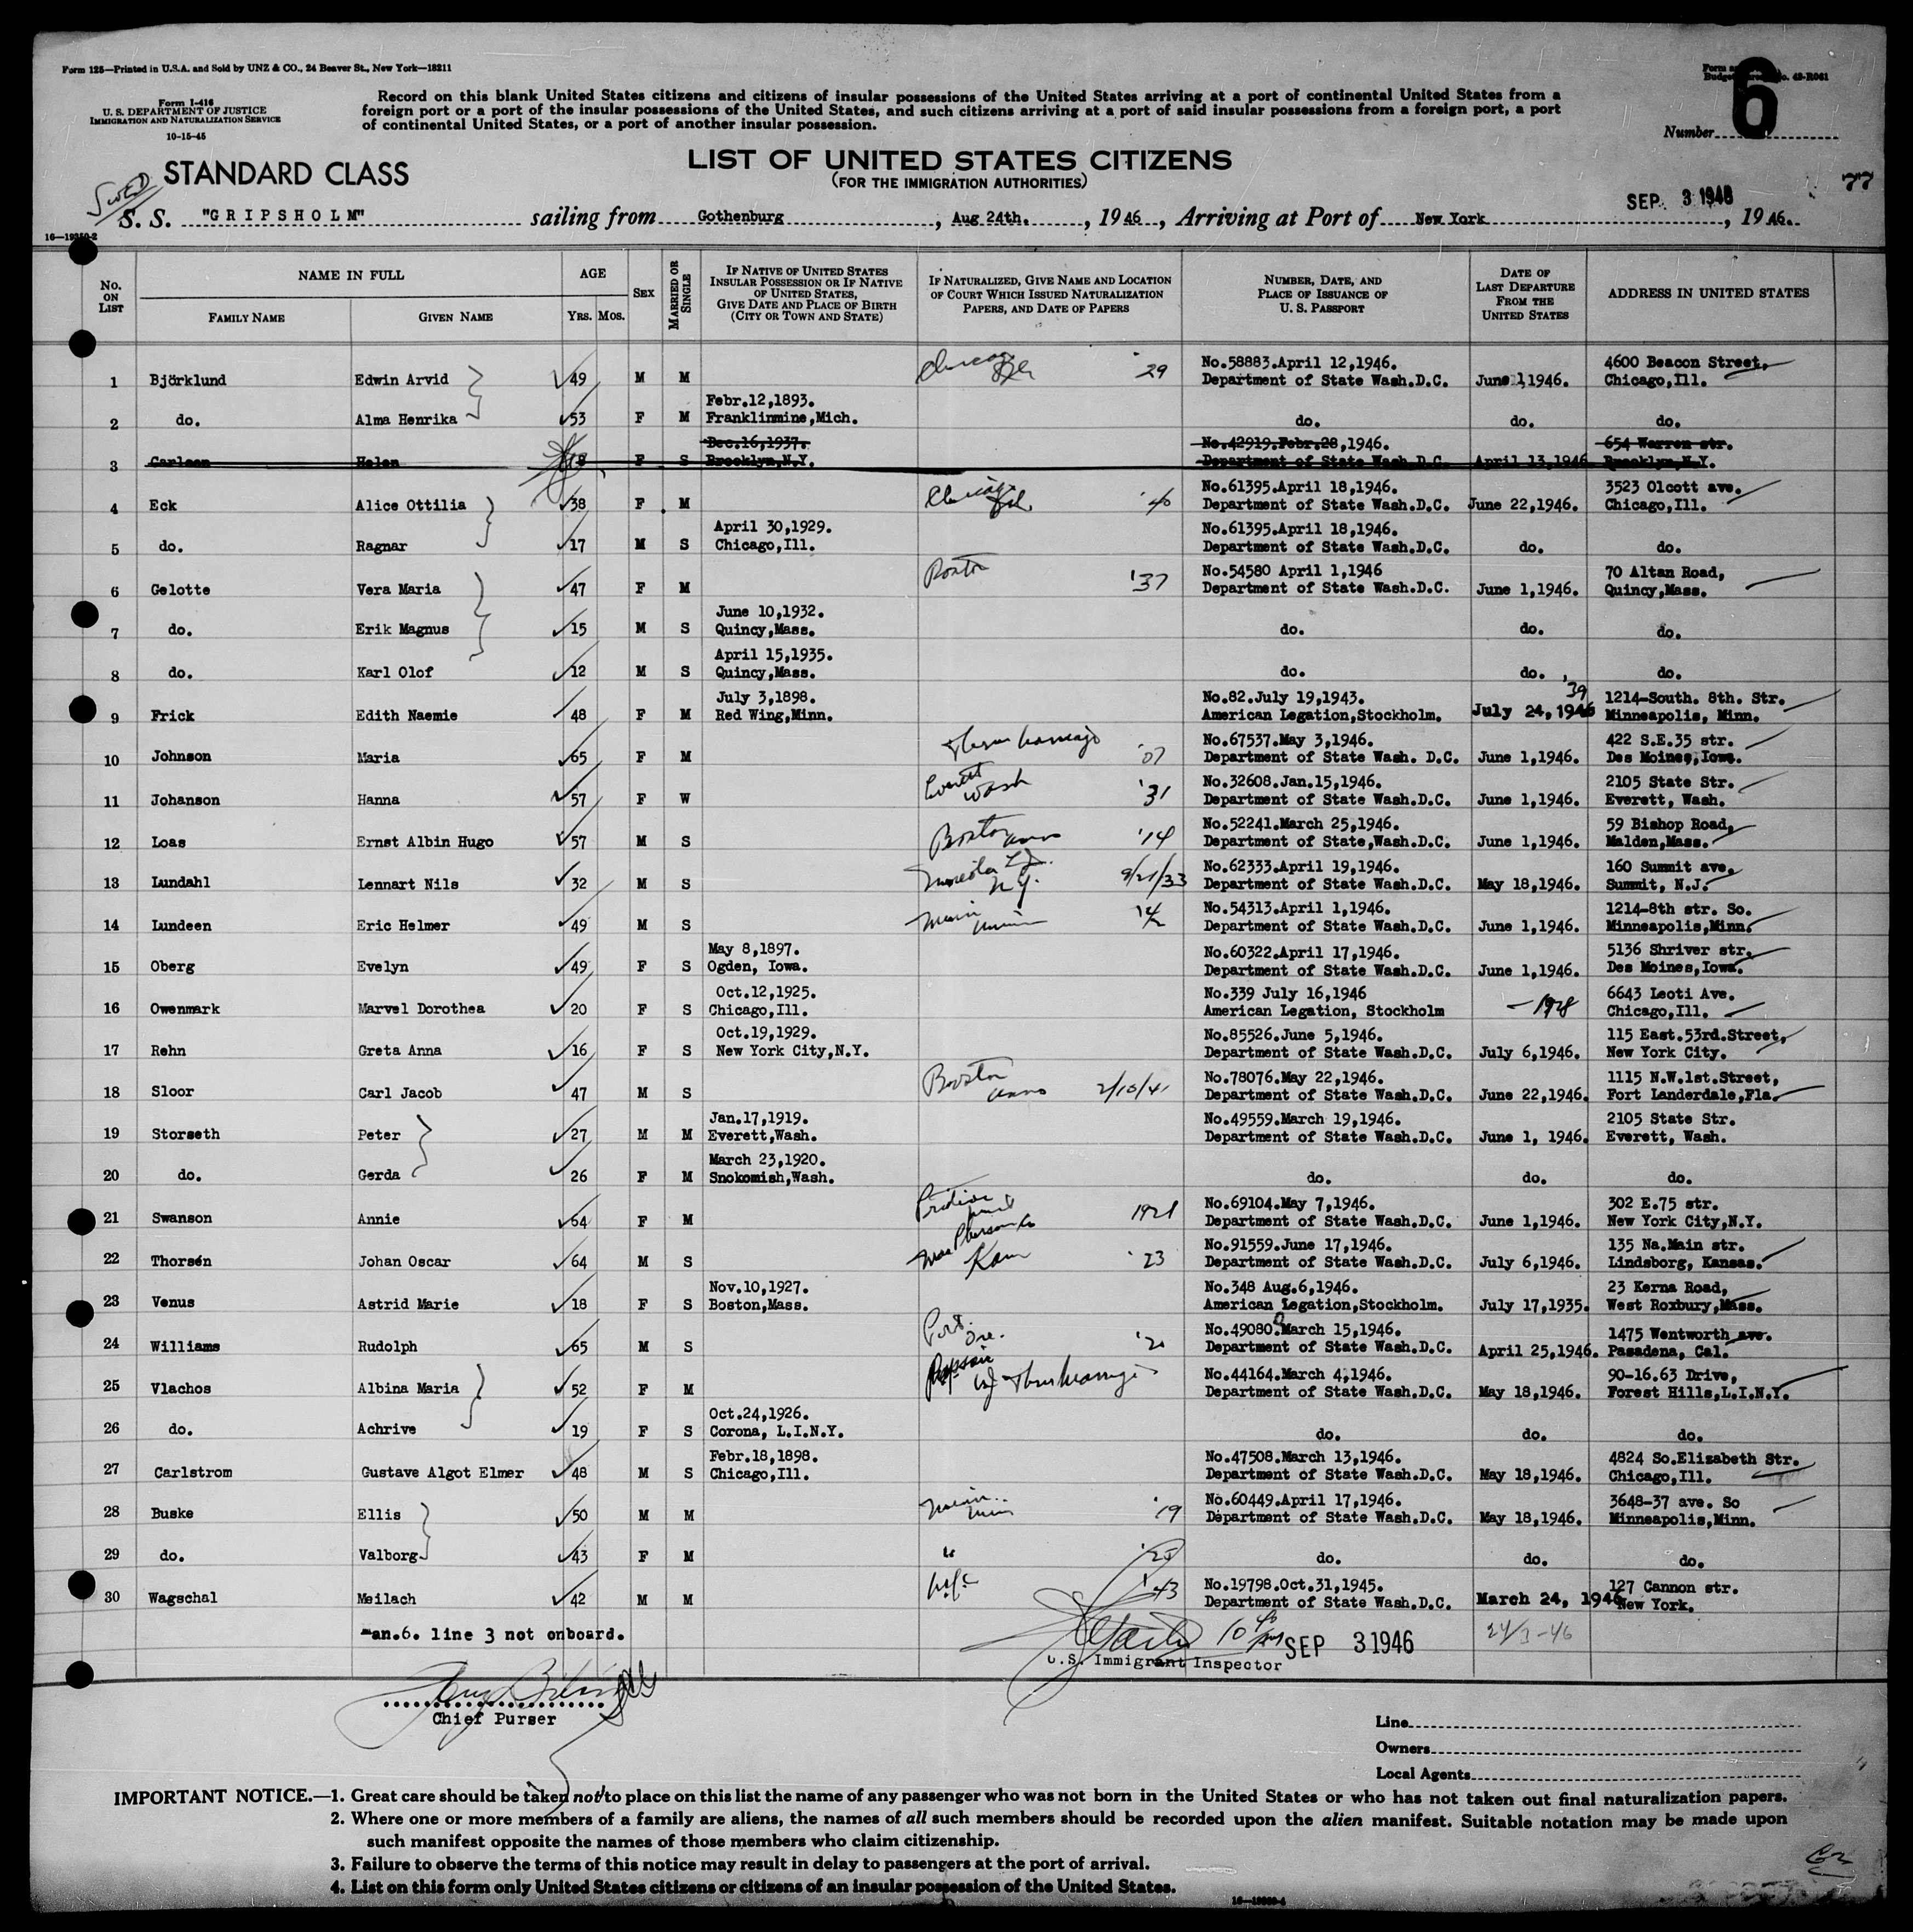 Form 125—Printed in U.S.A. and Sold by UNZ & CO., 24 Beaver St., New York—18211
Form I-416
U. S. DEPARTMENT OF JUSTICE
IMMIGRATION AND NATURALIZATION SERVICE
10-15-45
Record on this blank United States citizens and citizens of insular possessions of the United States arriving at a port of continental United States from a
foreign port or a port of the insular possessions of the United States, and such citizens arriving at a port of said insular possessions from a foreign port, a port
of continental United States, or a port of another insular possession.
No. 43-R061
Number 6
STANDARD CLASS
LIST OF UNITED STATES CITIZENS
(FOR THE IMMIGRATION AUTHORITIES)
77
SWED
S. S. "GRIPSHOLM" sailing from Gothenburg, Aug 24th., 1946, Arriving at Port of New York SEP. 3 1946, 1946.
No. ON LIST NAME IN FULL FAMILY NAME GIVEN NAME AGE YRS. MOS. SEX MARRIED OR SINGLE IF NATIVE OF UNITED STATES INSULAR POSSESSION OR IF NATIVE OF UNITED STATES, GIVE DATE AND PLACE OF BIRTH (CITY OR TOWN AND STATE) IF NATURALIZED, GIVE NAME AND LOCATION OF COURT WHICH ISSUED NATURALIZATION PAPERS, AND DATE OF PAPERS NUMBER, DATE, AND PLACE OF ISSUANCE OF U. S. PASSPORT DATE OF LAST DEPARTURE FROM THE UNITED STATES ADDRESS IN UNITED STATES
1 Björklund Edwin Arvid 49 M M Chicago Ill '29 No.58883.April 12,1946. Department of State Wash.D.C. June 1,1946. 4600 Beacon Street, Chicago,Ill.
2 do. Alma Henrika 53 F M Febr.12,1893. Franklinmine,Mich. do. do. do.
3 Carlson Helen F S Dec.16,1937. Brooklyn,N.Y. No.42919.Febr.28,1946. Department of State Wash.D.C. April 13,1946 654 Warren str. Brooklyn,N.Y.
4 Eck Alice Ottilia 38 F M Chicago Ill. '40 No.61395.April 18,1946. Department of State Wash.D.C. June 22,1946. 3523 Olcott ave. Chicago,Ill.
5 do. Ragnar 17 M S April 30,1929. Chicago,Ill. No.61395.April 18,1946. Department of State Wash.D.C. do. do.
6 Gelotte Vera Maria 47 F M Boston '37 No.54580 April 1,1946 Department of State Wash.D.C. June 1,1946. 70 Altan Road, Quincy,Mass.
7 do. Erik Magnus 15 M S June 10,1932. Quincy,Mass. do. do. do.
8 do. Karl Olof 12 M S April 15,1935. Quincy,Mass. do. do. do.
9 Frick Edith Naemie 48 F M July 3,1898. Red Wing,Minn. No.82.July 19,1943. American Legation,Stockholm. July 24,1946 39 1214-South. 8th. Str. Minneapolis, Minn.
10 Johnson Maria 65 F M Thru marriage '07 No.67537.May 3,1946. Department of State Wash. D.C. June 1,1946. 422 S.E.35 str. Des Moines,Iowa.
11 Johanson Hanna 57 F W Everett Wash '31 No.32608.Jan.15,1946. Department of State Wash.D.C. June 1,1946. 2105 State Str. Everett, Wash.
12 Loas Ernst Albin Hugo 57 M S Boston Mass '14 No.52241.March 25,1946. Department of State,Wash.D.C. June 1,1946. 59 Bishop Road, Malden,Mass.
13 Lundahl Lennart Nils 32 M S Mineola L.I. N.Y. 9/21/33 No.62333.April 19,1946. Department of State Wash.D.C. May 18,1946. 160 Summit ave. Summit, N.J.
14 Lundeen Eric Helmer 49 M S Minn Minn No.54313.April 1,1946. Department of State Wash.D.C. June 1,1946. 1214-8th str. So. Minneapolis,Minn.
15 Oberg Evelyn 49 F S May 8,1897. Ogden, Iowa. No.60322.April 17,1946. Department of State Wash.D.C. June 1,1946. 5136 Shriver str. Des Moines,Iowa.
16 Owenmark Marvel Dorothea 20 F S Oct.12,1925. Chicago,Ill. No.339 July 16,1946 American Legation, Stockholm — 1928 6643 Leoti Ave. Chicago,Ill.
17 Rehn Greta Anna 16 F S Oct.19,1929. New York City,N.Y. No.85526.June 5,1946. Department of State Wash.D.C. July 6,1946. 115 East.53rd.Street, New York City.
18 Sloor Carl Jacob 47 M S Boston Mass 2/10/41 No.78076.May 22,1946. Department of State Wash.D.C. June 22,1946. 1115 N.W.1st.Street, Fort Landerdale,Fla.
19 Storseth Peter 27 M M Jan.17,1919. Everett,Wash. No.49559.March 19,1946. Department of State Wash.D.C. June 1, 1946. 2105 State Str. Everett, Wash.
20 do. Gerda 26 F M March 23,1920. Snokomish,Wash. do. do. do.
21 Swanson Annie 64 F M 1921 No.69104.May 7,1946. Department of State Wash.D.C. June 1,1946. 302 E.75 str. New York City,N.Y.
22 Thorsén Johan Oscar 64 M S MacPherson Co Kan '23 No.91559.June 17,1946. Department of State Wash.D.C. July 6,1946. 135 Na.Main str. Lindsborg, Kansas.
23 Venus Astrid Marie 18 F S Nov.10,1927. Boston,Mass. No.348 Aug.6,1946. American Legation,Stockholm. July 17,1935. 23 Kerna Road, West Roxbury,Mass.
24 Williams Rudolph 65 M S Port. Ore. No.49080.March 15,1946. Department of State Wash.D.C. April 25,1946. 1475 Wentworth ave. Pasadena, Cal.
25 Vlachos Albina Maria 52 F M Thru marriage No.44164.March 4,1946. Department of State Wash.D.C. May 18,1946. 90-16.63 Drive, Forest Hills,L.I.N.Y.
26 do. Achrive 19 F S Oct.24,1926. Corona, L.I.N.Y. do. do. do.
27 Carlstrom Gustave Algot Elmer 48 M S Febr.18,1898. Chicago,Ill. No.47508.March 13,1946. Department of State Wash.D.C. May 18,1946. 4824 So.Elizabeth Str. Chicago,Ill.
28 Buske Ellis 50 M M Minn. Minn '19 No.60449.April 17,1946. Department of State Wash.D.C. May 18,1946. 3648-37 ave. So Minneapolis,Minn.
29 do. Valborg 43 F M " '25 do. do. do.
30 Wagschal Meilach 42 M M N.Y.C '43 No.19798.Oct.31,1945. Department of State Wash.D.C. March 24, 1946 127 Cannon str. New York.
an.6. line 3 not onboard.
SEP 3 1946
U.S. Immigrant Inspector
Chief Purser
Line
Owners
Local Agents
IMPORTANT NOTICE.—1. Great care should be taken not to place on this list the name of any passenger who was not born in the United States or who has not taken out final naturalization papers.
2. Where one or more members of a family are aliens, the names of all such members should be recorded upon the alien manifest. Suitable notation may be made upon
such manifest opposite the names of those members who claim citizenship.
3. Failure to observe the terms of this notice may result in delay to passengers at the port of arrival.
4. List on this form only United States citizens or citizens of an insular possession of the United States.